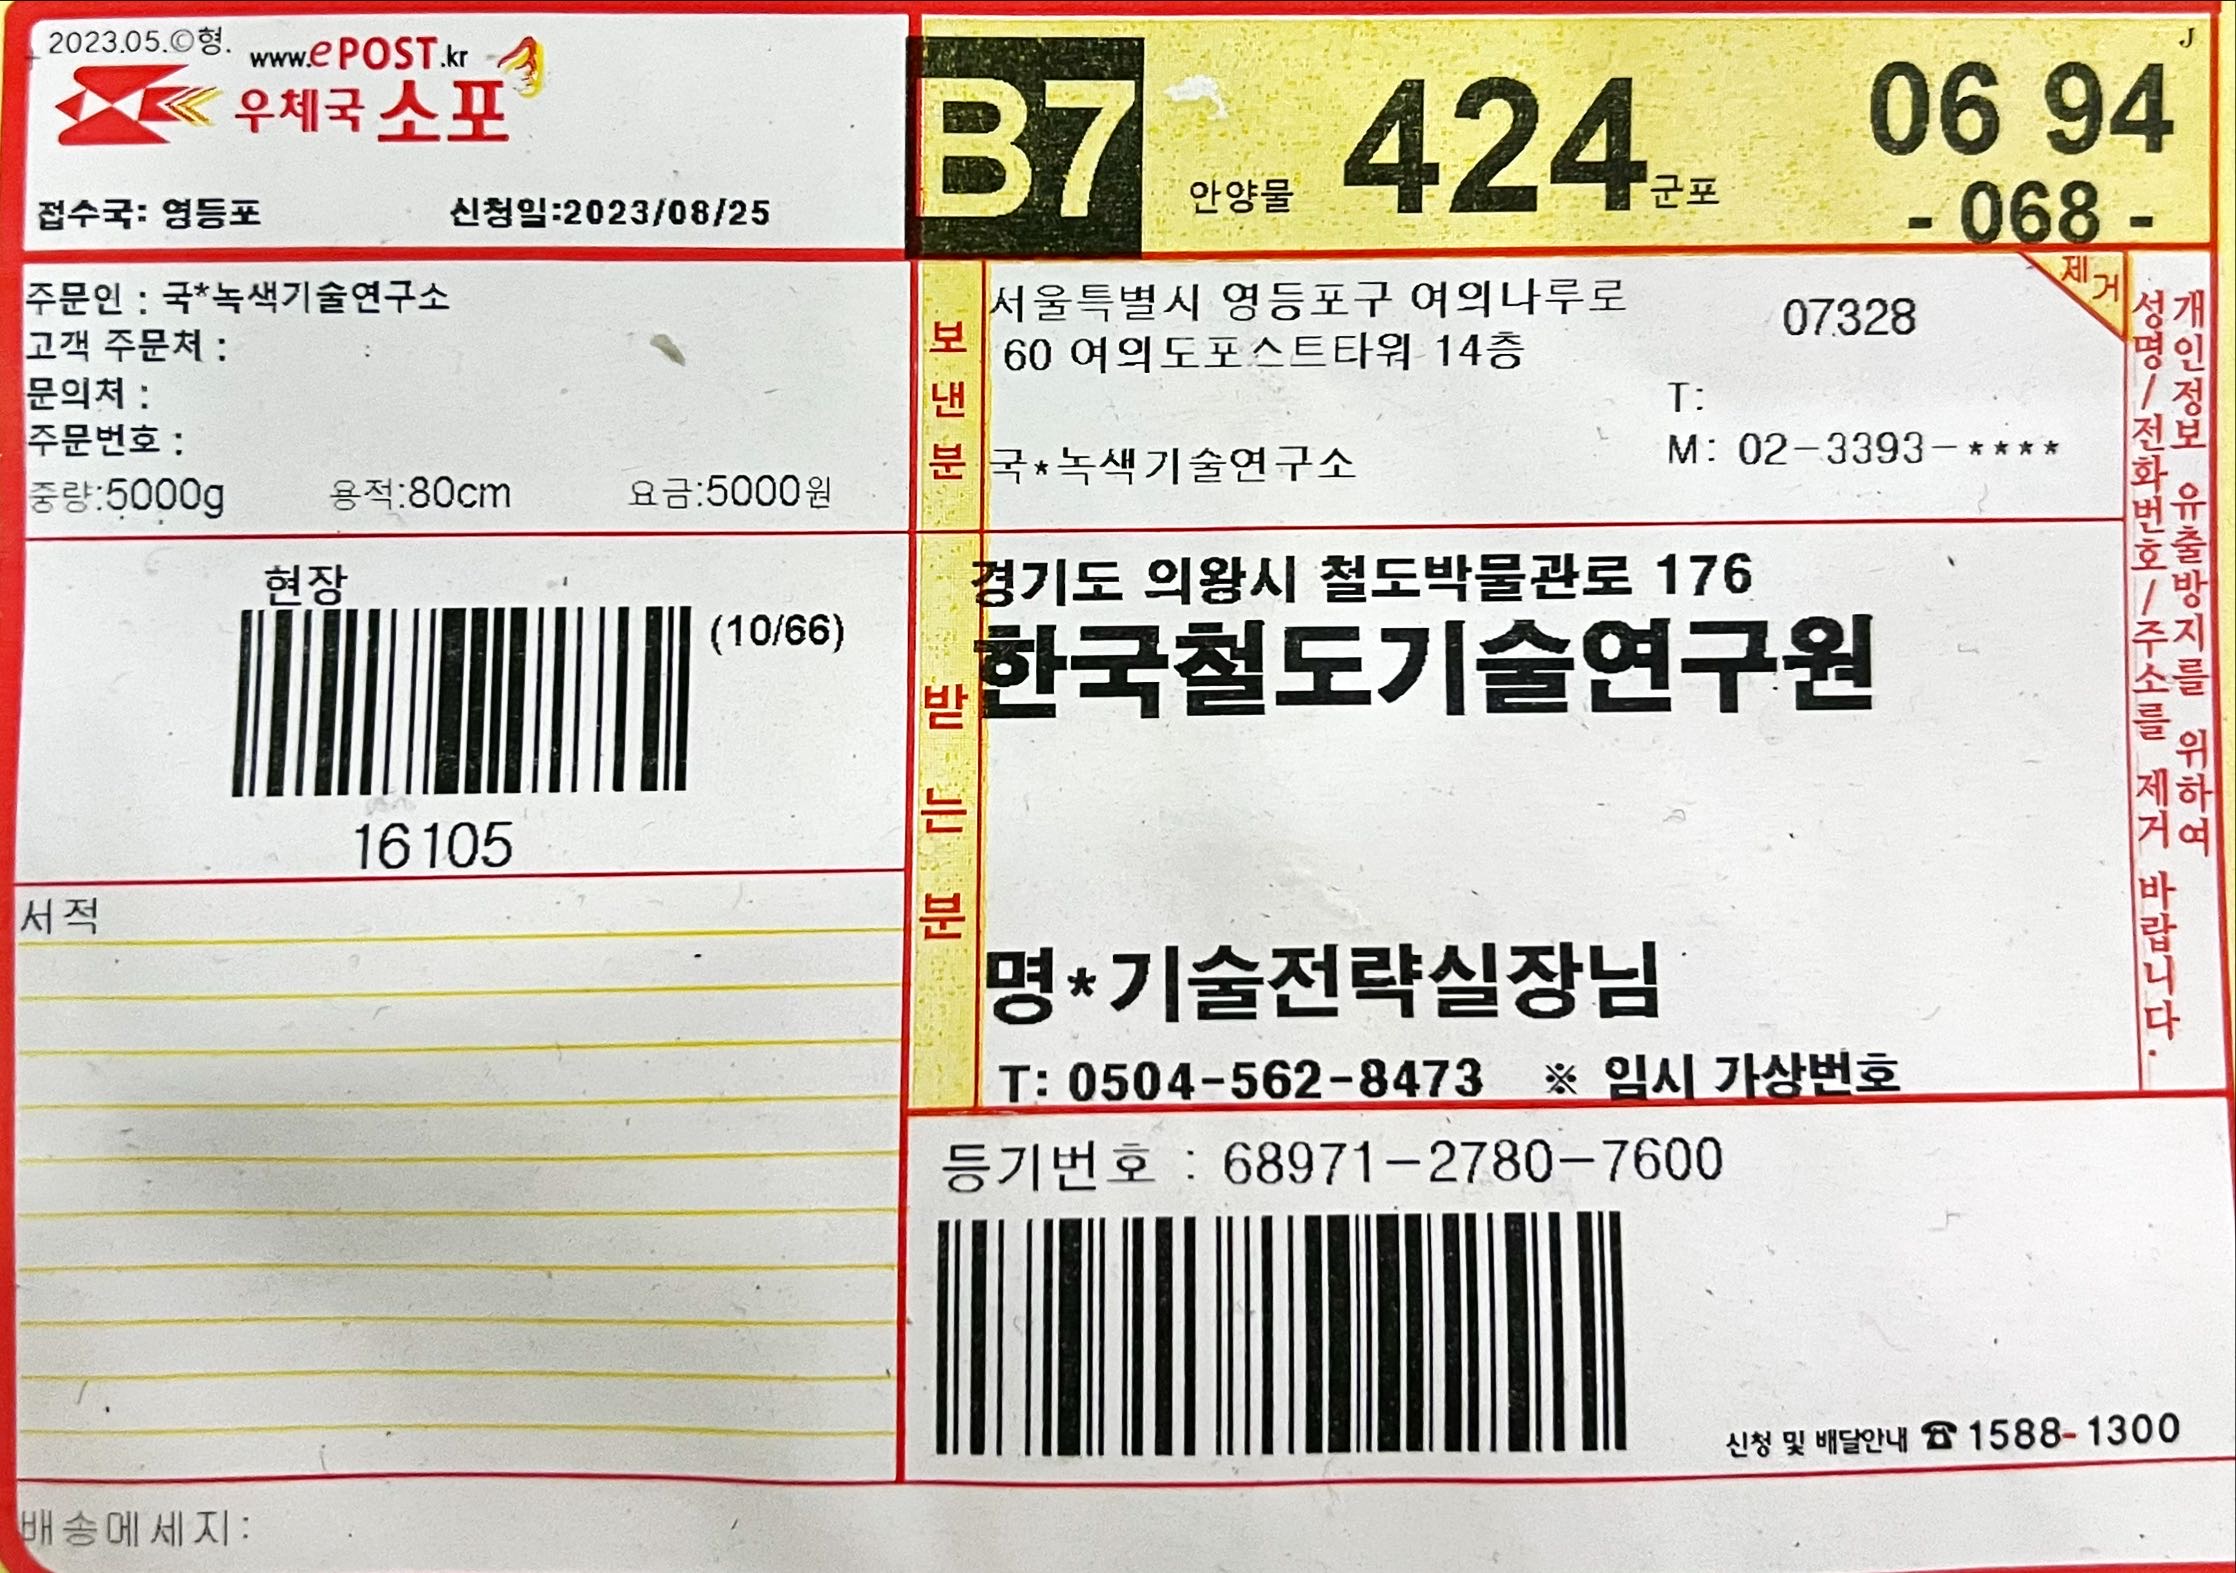 2023.05.©형.
www.ePOST.kr
우체국 소포
접수국: 영등포 신청일:2023/08/25
B7 안양물 424 군포
06 94
- 068 -
J
주문인 : 국*녹색기술연구소
고객 주문처 : :
문의처 :
주문번호 :
중량:5000g 용적:80cm 요금:5000원
현장
(10/66)
16105
서적
배송메세지:
보낸분
서울특별시 영등포구 여의나루로
60 여의도포스트타워 14층
07328
T:
국*녹색기술연구소 M: 02-3393-****
제거
받는분
경기도 의왕시 철도박물관로 176
한국철도기술연구원
명*기술전략실장님
T: 0504-562-8473 ※ 임시 가상번호
개인정보 유출방지를 위하여
성명/전화번호/주소를 제거 바랍니다.
등기번호 : 68971-2780-7600
신청 및 배달안내 ☎ 1588-1300